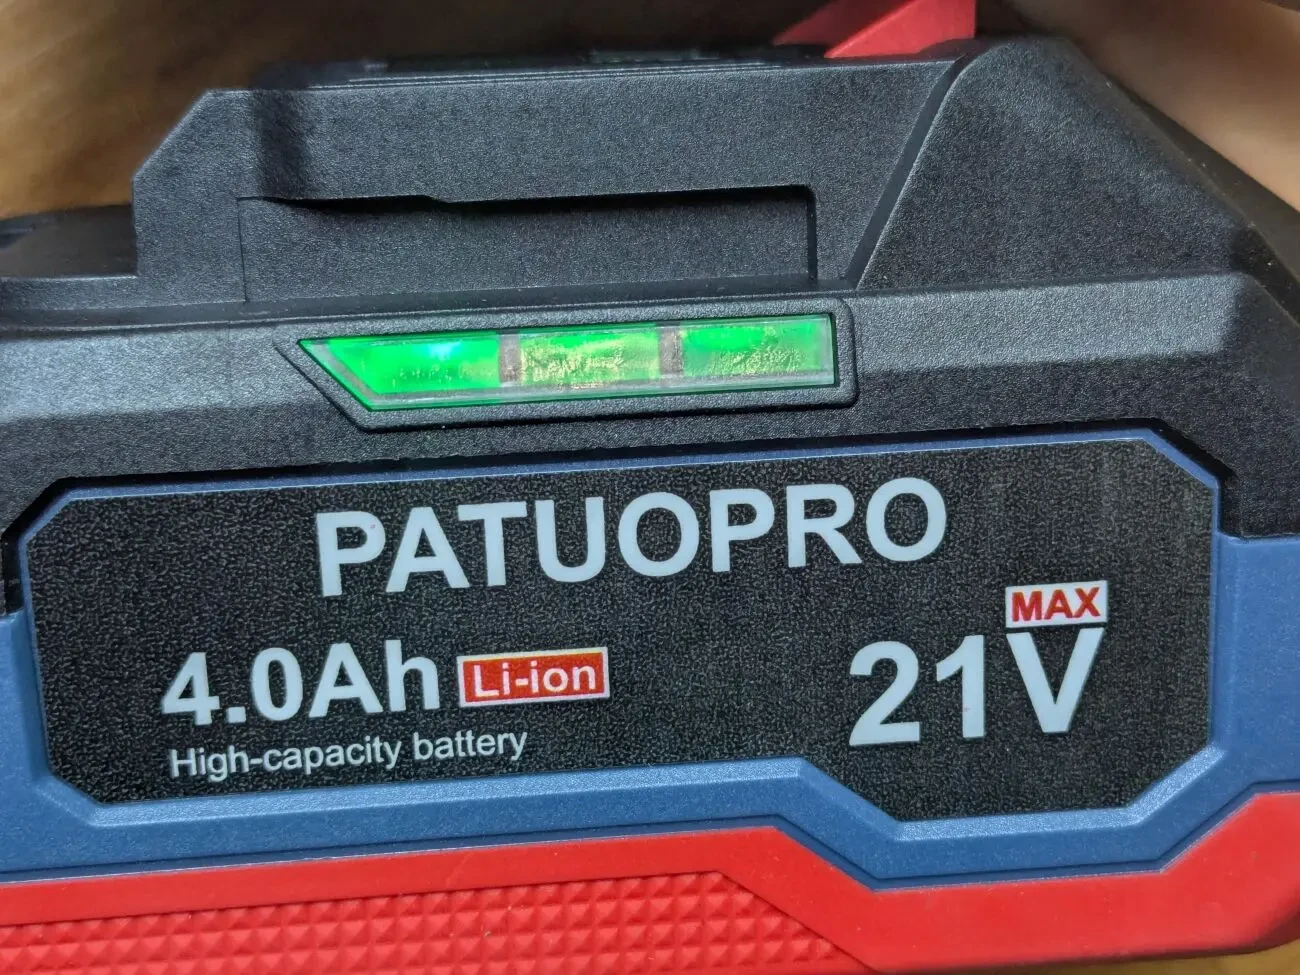 PATUOPRO
4.0Ah Li-ion
High-capacity battery
MAX
21V